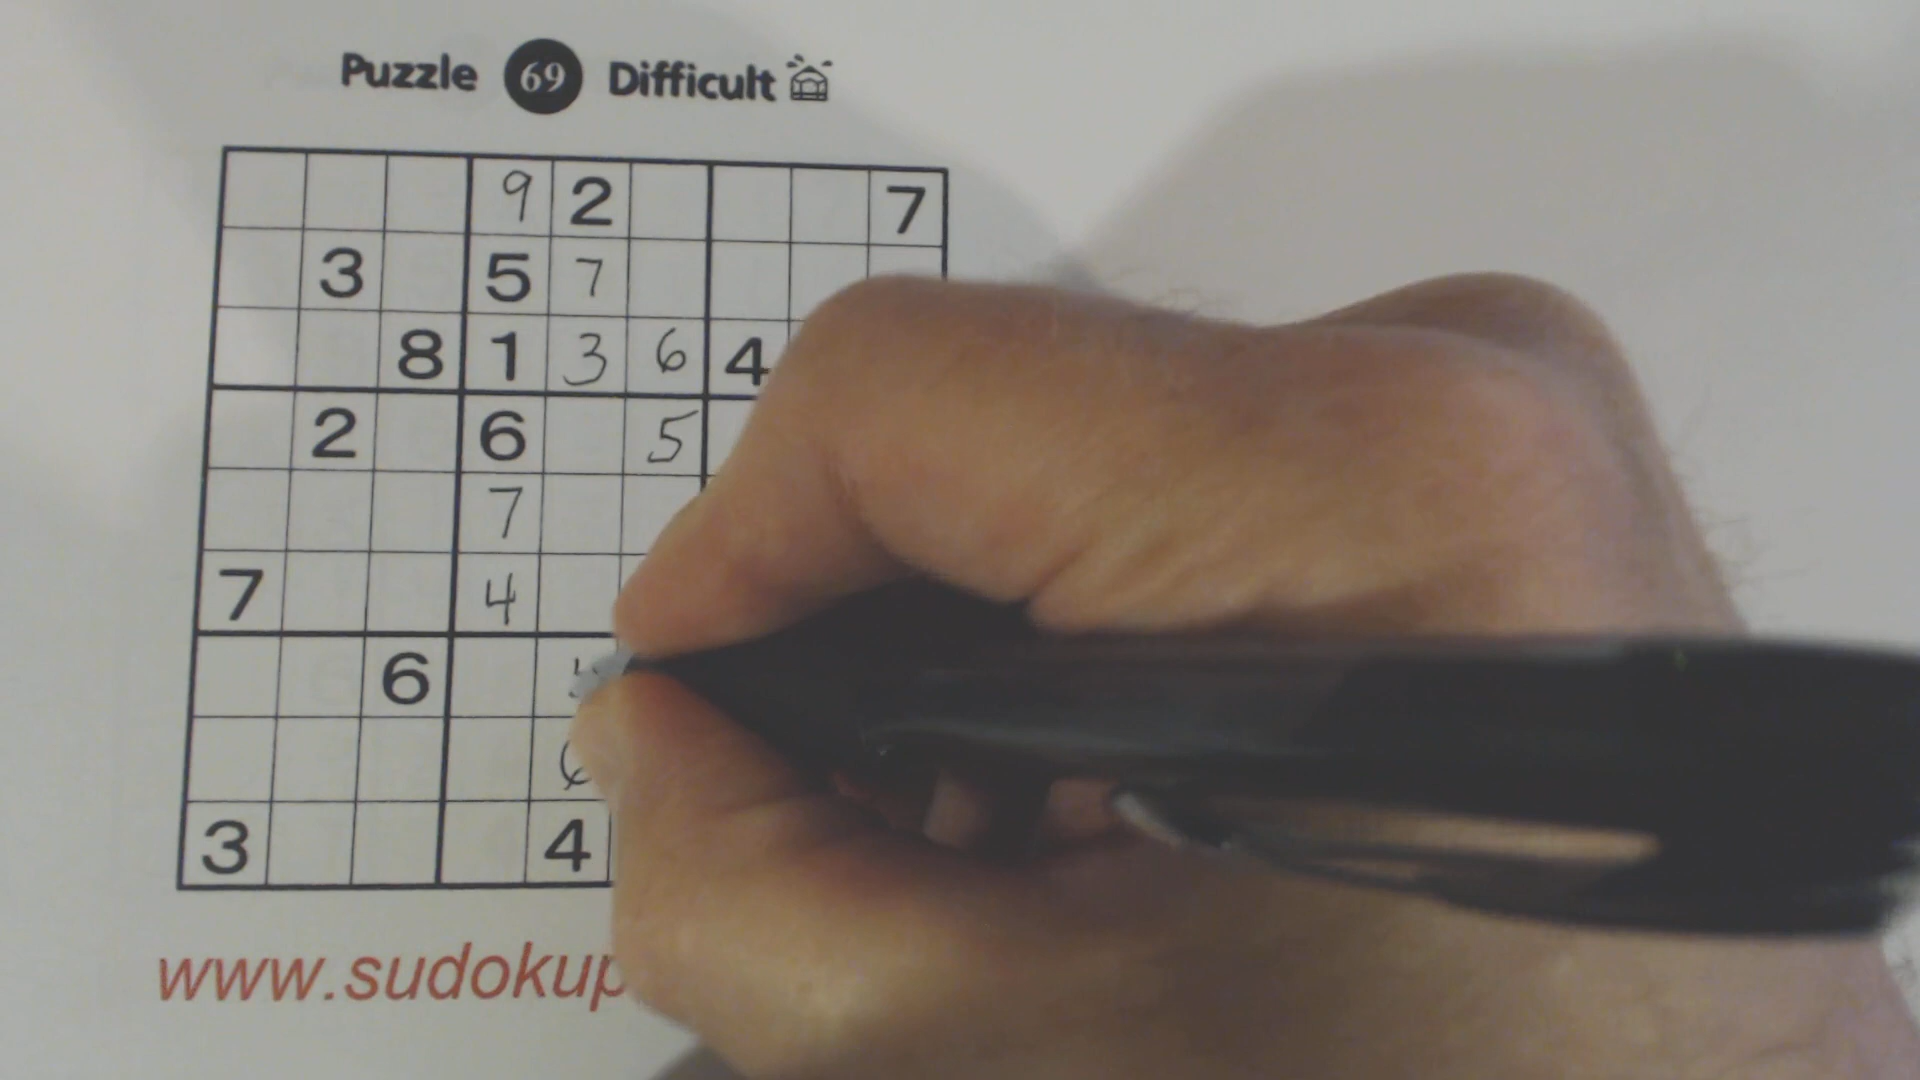 Puzzle 69 Difficult
9 2 7
3 5 7
8 1 3 6 4
2 6 5
7
7 4
6
6
3 4
www.sudokup